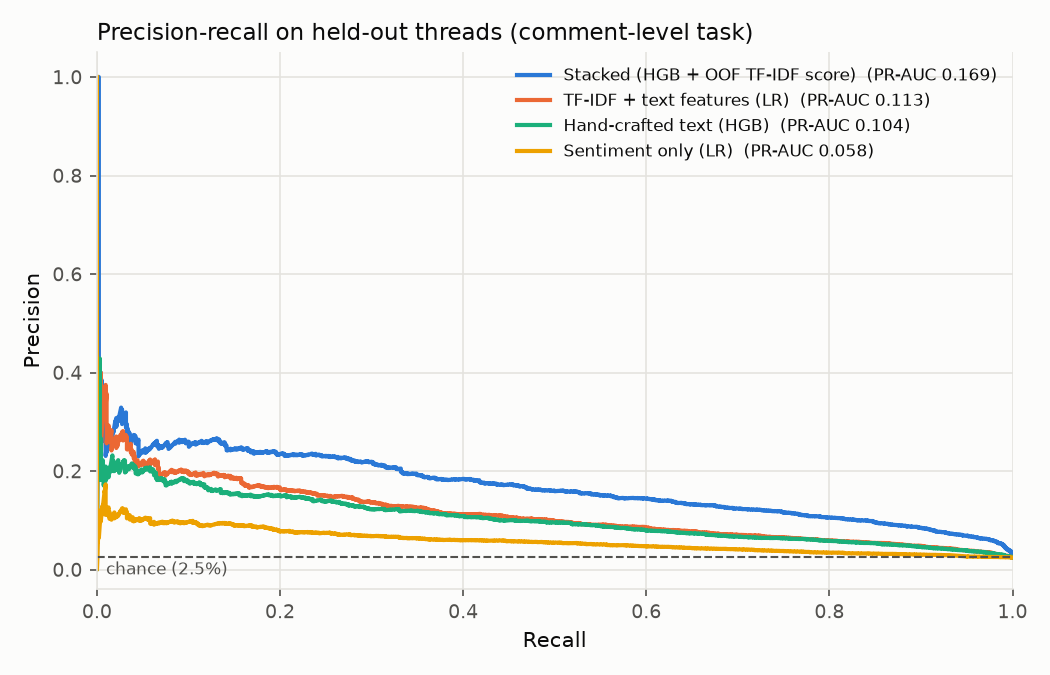 Precision-recall on held-out threads (comment-level task)
Stacked (HGB + OOF TF-IDF score)  (PR-AUC 0.169)
TF-IDF + text features (LR)  (PR-AUC 0.113)
Hand-crafted text (HGB)  (PR-AUC 0.104)
Sentiment only (LR)  (PR-AUC 0.058)
1.0
0.8
0.6
0.4
0.2
0.0
Precision
chance (2.5%)
0.0 0.2 0.4 0.6 0.8 1.0
Recall